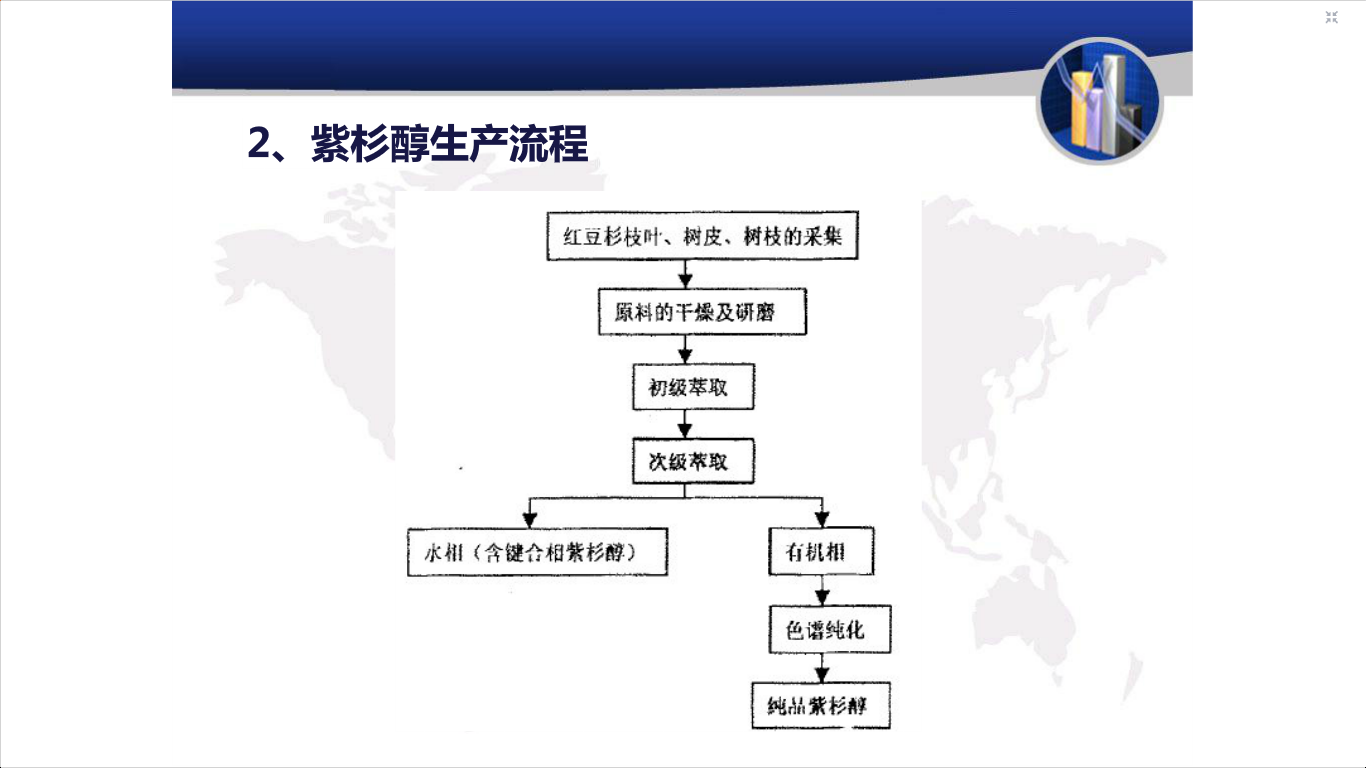 2、紫杉醇生产流程
红豆杉枝叶、树皮、树枝的采集
原料的干燥及研磨
初级萃取
次级萃取
水相（含键合相紫杉醇）
有机相
色谱纯化
纯品紫杉醇